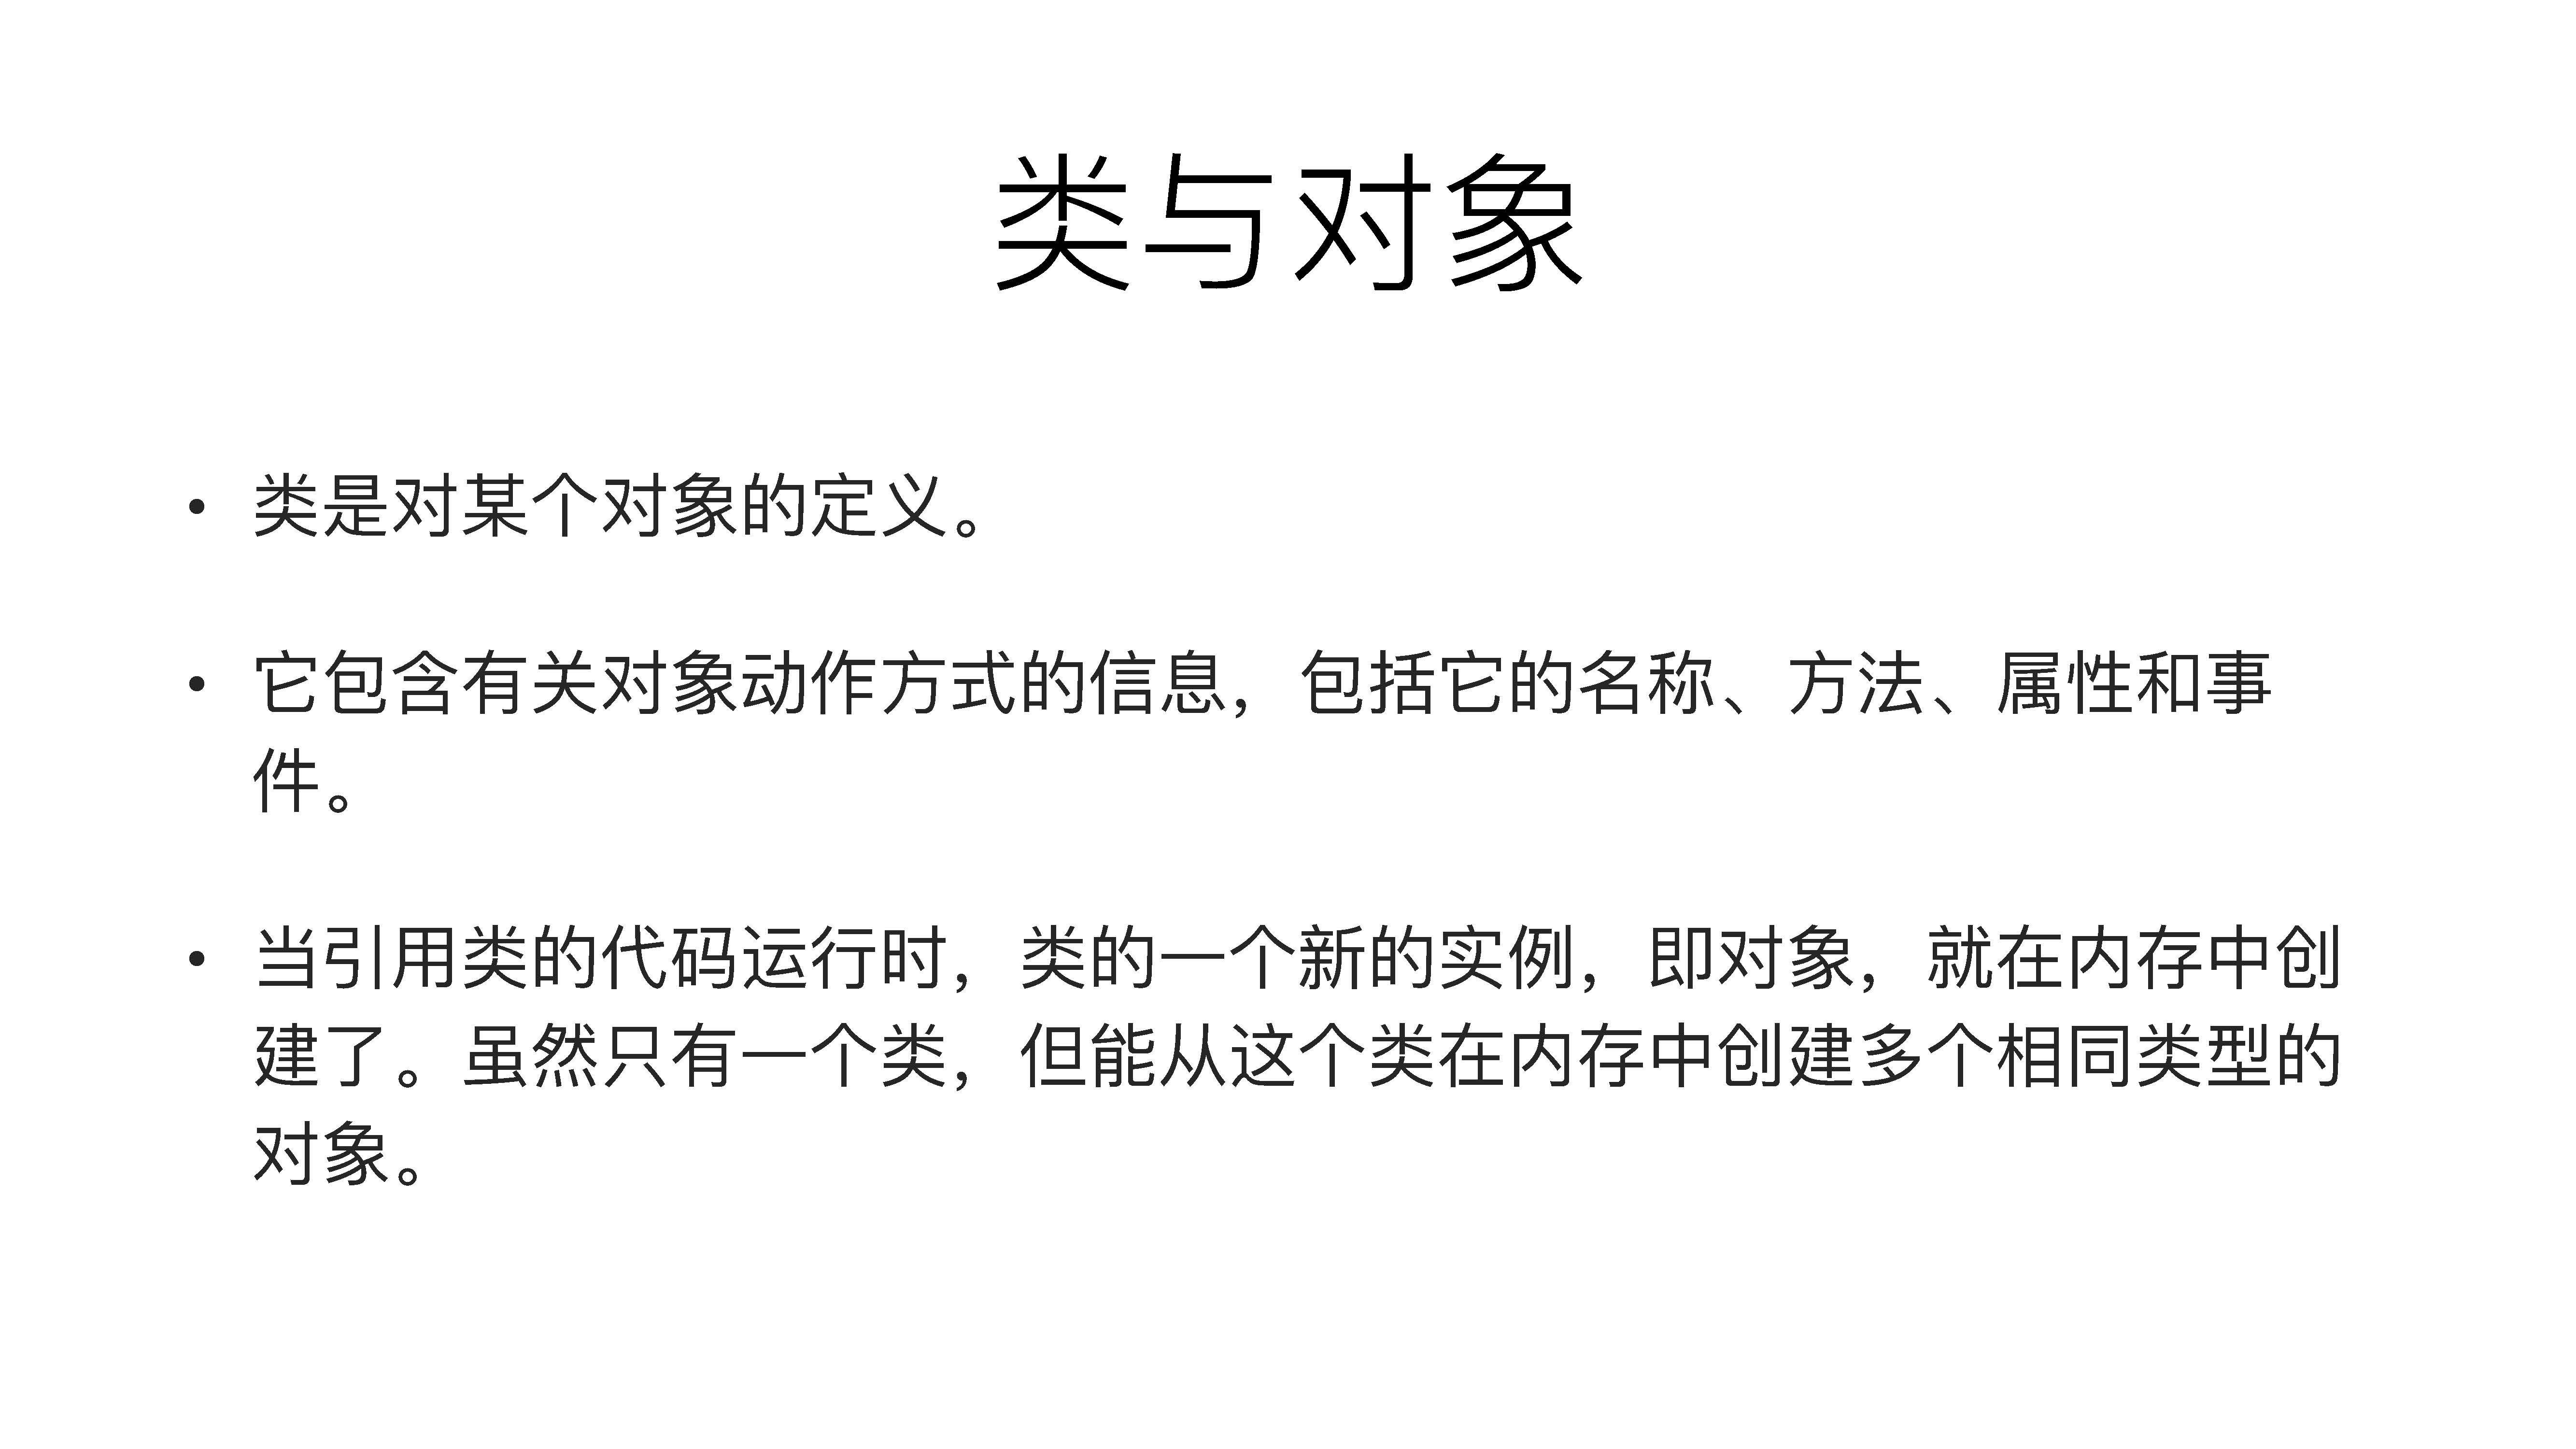 类与对象
• 类是对某个对象的定义。
• 它包含有关对象动作方式的信息，包括它的名称、方法、属性和事
件。
• 当引用类的代码运行时，类的一个新的实例，即对象，就在内存中创
建了。虽然只有一个类，但能从这个类在内存中创建多个相同类型的
对象。